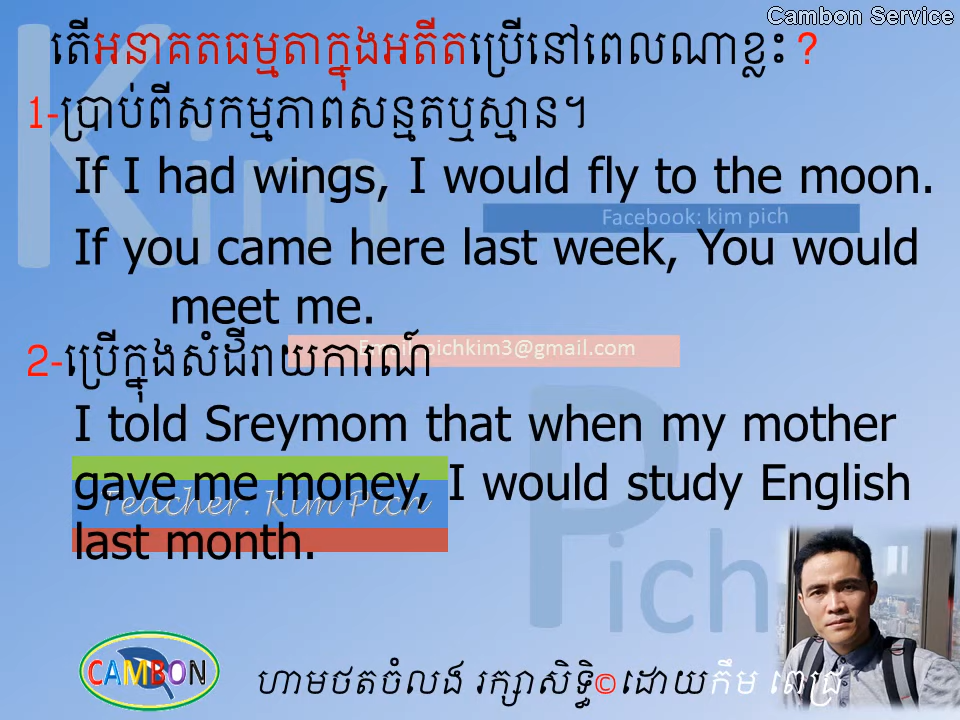 Cambon Service
តើអនាគតធម្មតាក្នុងអតីតប្រើនៅពេលណាខ្លះ ?
1-ប្រាប់ពីសកម្មភាពសន្មតឬស្មាន។
If I had wings, I would fly to the moon.
Facebook: kim pich
If you came here last week, You would
meet me.
Email: pichkim3@gmail.com
2-ប្រើក្នុងសំដីរាយការណ៍
I told Sreymom that when my mother
gave me money, I would study English
Teacher: Kim Pich
last month.
Kim
Pich
CAMBON
ហាមថតចំលង រក្សាសិទ្ធិ©ដោយកឹម ពេជ្រ